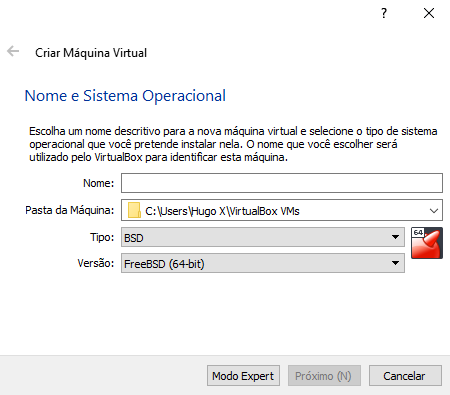 ?
Criar Máquina Virtual
Nome e Sistema Operacional
Escolha um nome descritivo para a nova máquina virtual e selecione o tipo de sistema
operacional que você pretende instalar nela. O nome que você escolher será
utilizado pelo VirtualBox para identificar esta máquina.
Nome:
Pasta da Máquina: C:\Users\Hugo X\VirtualBox VMs
Tipo: BSD
64
Versão: FreeBSD (64-bit)
Modo Expert Próximo (N) Cancelar